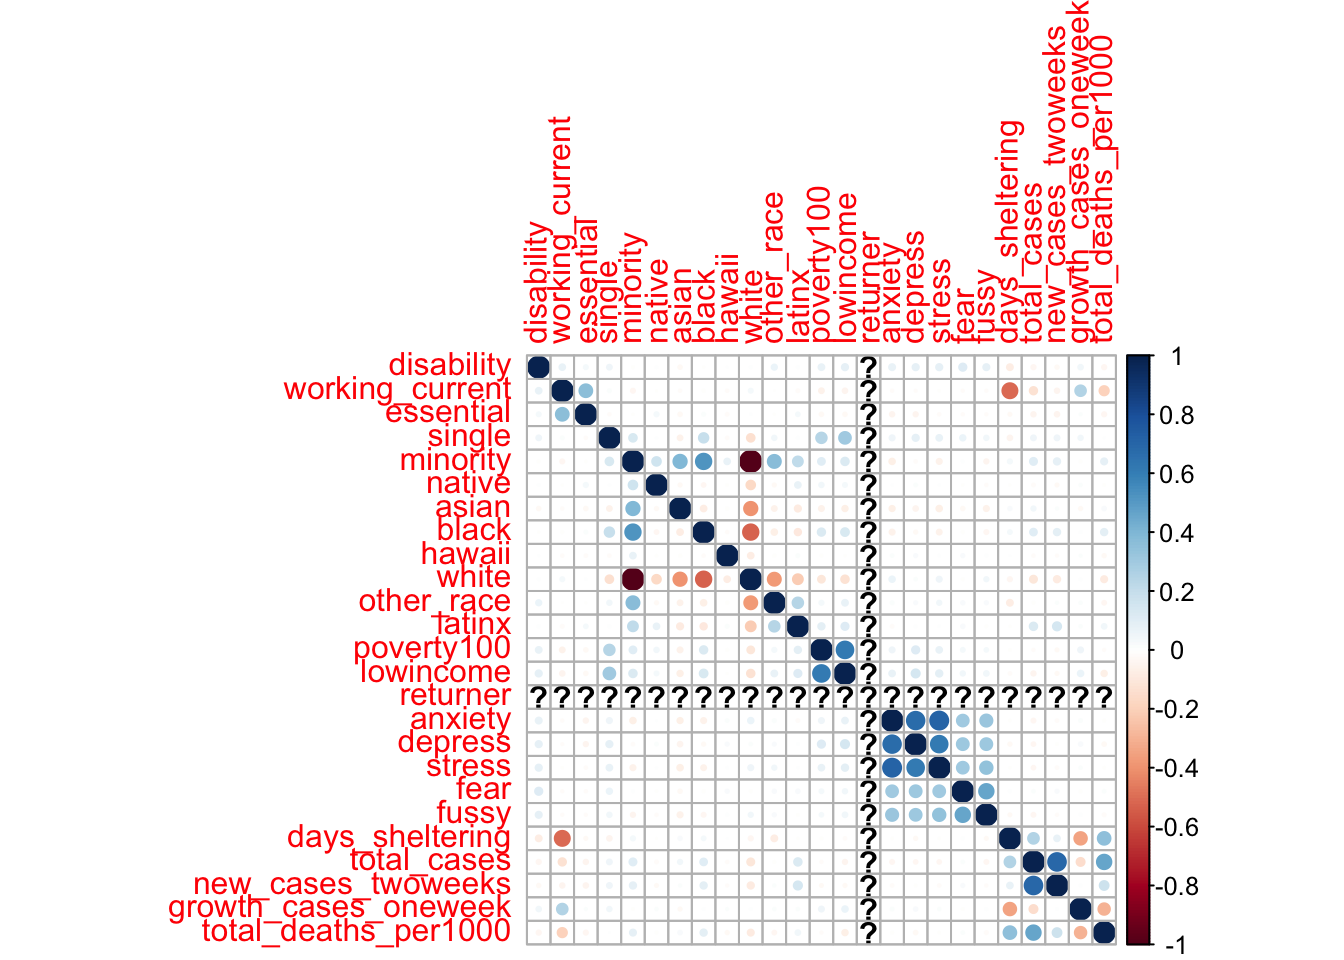 disability
working_current
essential
single
minority
native
asian
black
hawaii
white
other_race
latinx
poverty100
lowincome
returner
anxiety
depress
stress
fear
fussy
days_sheltering
total_cases
new_cases_twoweeks
growth_cases_oneweek
total_deaths_per1000
disability ? 1
working_current ?
essential ? 0.8
single ?
minority ? 0.6
native ?
asian ?
black ? 0.4
hawaii ?
white ? 0.2
other_race ?
latinx ?
poverty100 ? 0
lowincome ?
returner ? ? ? ? ? ? ? ? ? ? ? ? ? ? ? ? ? ? ? ? ? ? ? ? ? -0.2
anxiety ?
depress ?
stress ? -0.4
fear ?
fussy ? -0.6
days_sheltering ?
total_cases ?
new_cases_twoweeks ? -0.8
growth_cases_oneweek ?
total_deaths_per1000 ? -1